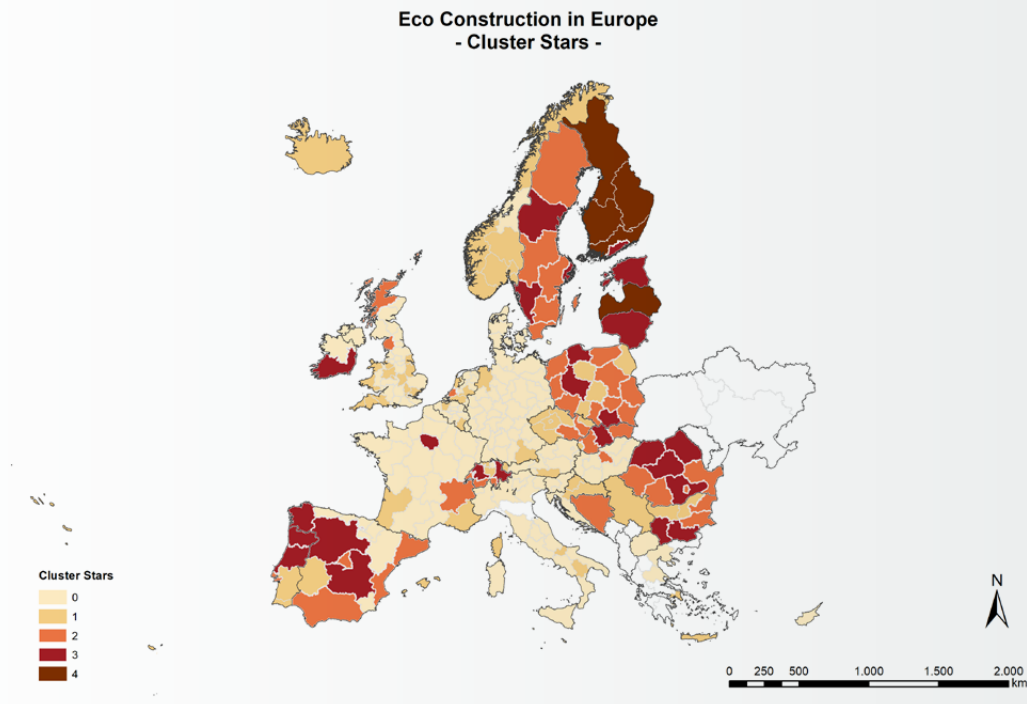 Eco Construction in Europe
- Cluster Stars -
Cluster Stars
0
1
2
3
4
N
0 250 500 1.000 1.500 2.000
km